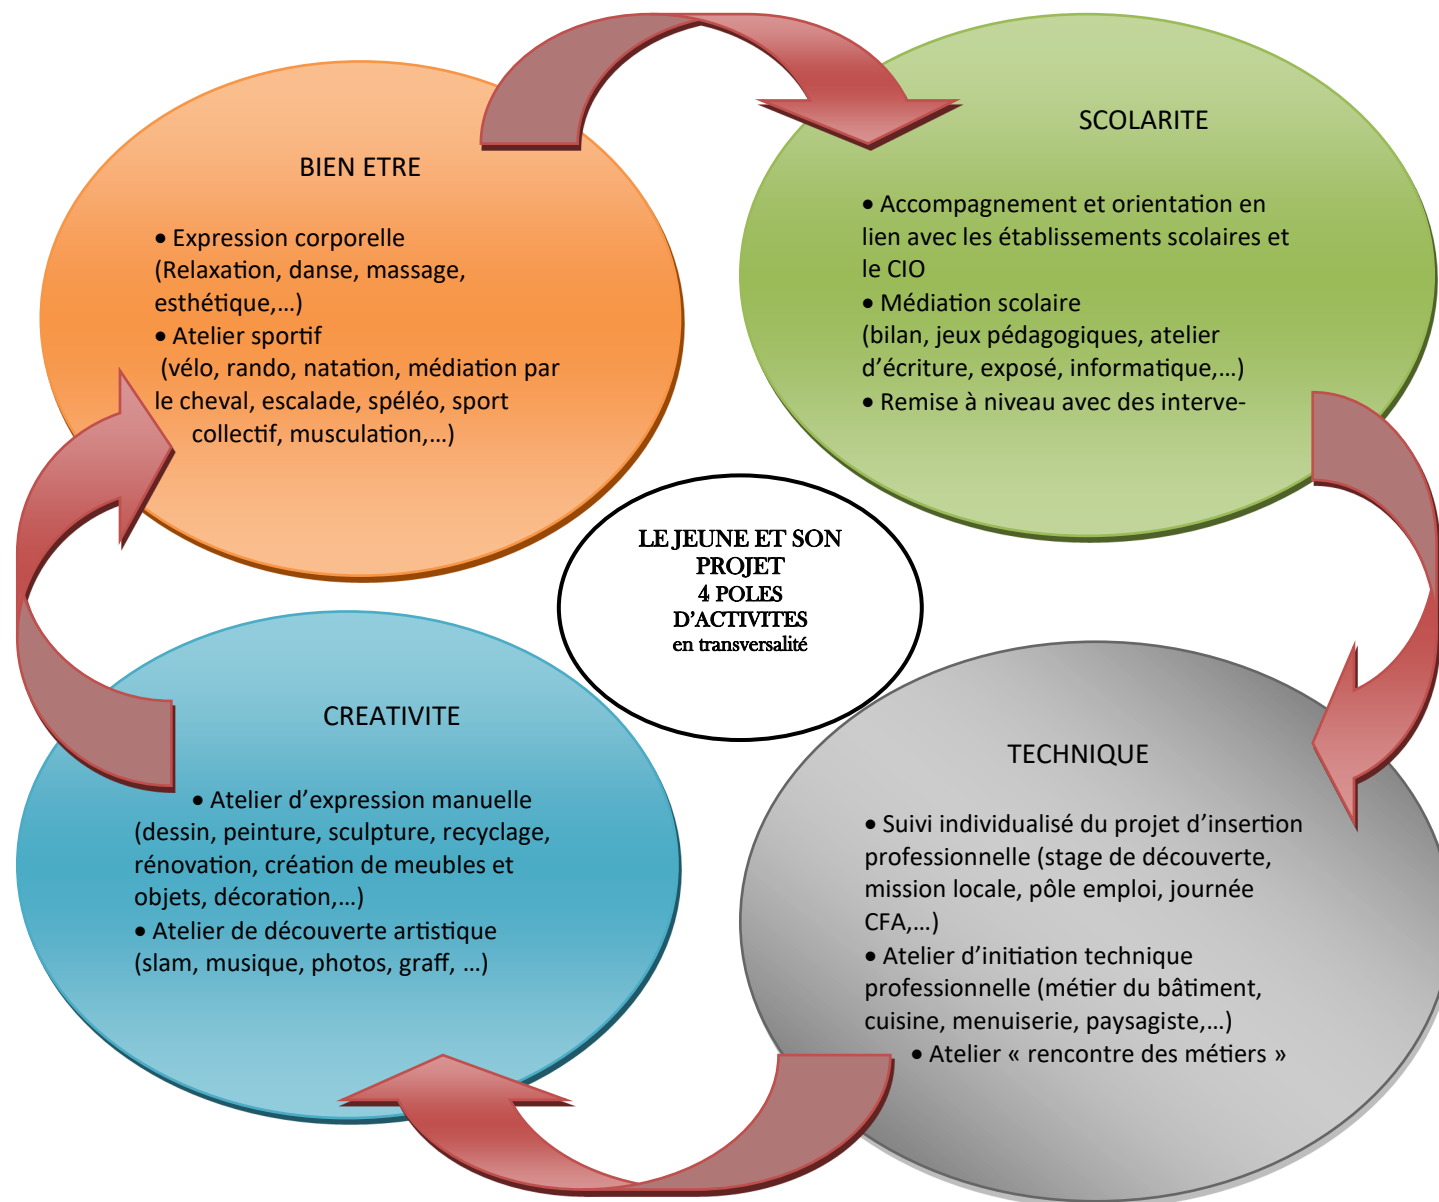 BIEN ETRE
• Expression corporelle
(Relaxation, danse, massage,
esthétique,…)
• Atelier sportif
(vélo, rando, natation, médiation par
le cheval, escalade, spéléo, sport
collectif, musculation,…)
SCOLARITE
• Accompagnement et orientation en
lien avec les établissements scolaires et
le CIO
• Médiation scolaire
(bilan, jeux pédagogiques, atelier
d’écriture, exposé, informatique,…)
• Remise à niveau avec des interve-
LE JEUNE ET SON
PROJET
4 POLES
D’ACTIVITES
en transversalité
CREATIVITE
• Atelier d’expression manuelle
(dessin, peinture, sculpture, recyclage,
rénovation, création de meubles et
objets, décoration,…)
• Atelier de découverte artistique
(slam, musique, photos, graff, …)
TECHNIQUE
• Suivi individualisé du projet d’insertion
professionnelle (stage de découverte,
mission locale, pôle emploi, journée
CFA,…)
• Atelier d’initiation technique
professionnelle (métier du bâtiment,
cuisine, menuiserie, paysagiste,…)
• Atelier « rencontre des métiers »